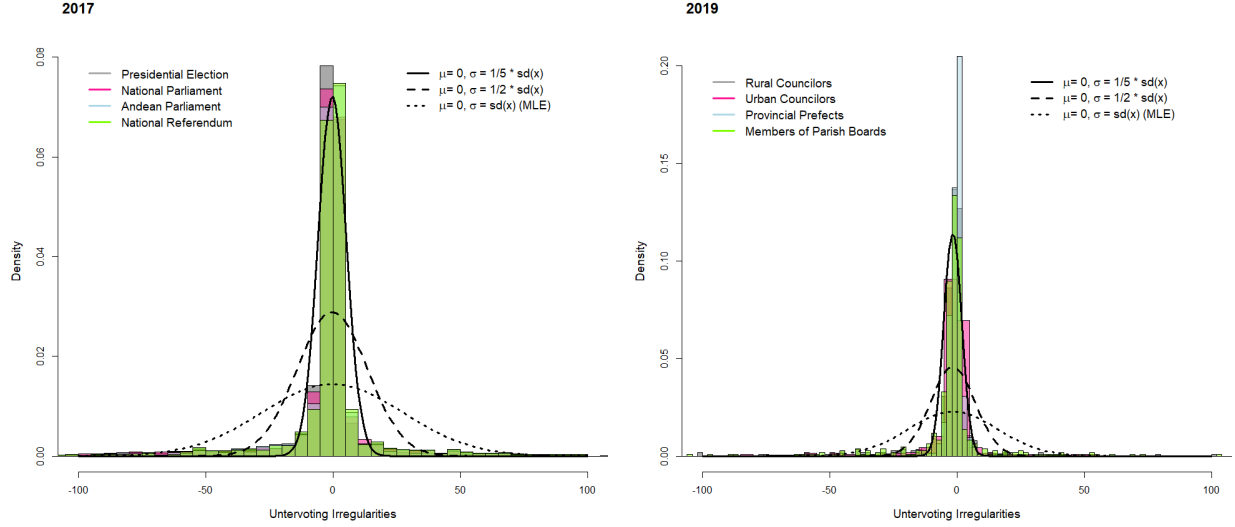 2017
Presidential Election
National Parliament
Andean Parliament
National Referendum
μ= 0, σ = 1/5 * sd(x)
μ= 0, σ = 1/2 * sd(x)
μ= 0, σ = sd(x) (MLE)
0.08
0.06
0.04
0.02
0.00
Density
-100
-50
0
50
100
Untervoting Irregularities
2019
Rural Councilors
Urban Councilors
Provincial Prefects
Members of Parish Boards
μ= 0, σ = 1/5 * sd(x)
μ= 0, σ = 1/2 * sd(x)
μ= 0, σ = sd(x) (MLE)
0.20
0.15
0.10
0.05
0.00
Density
-100
-50
0
50
100
Untervoting Irregularities